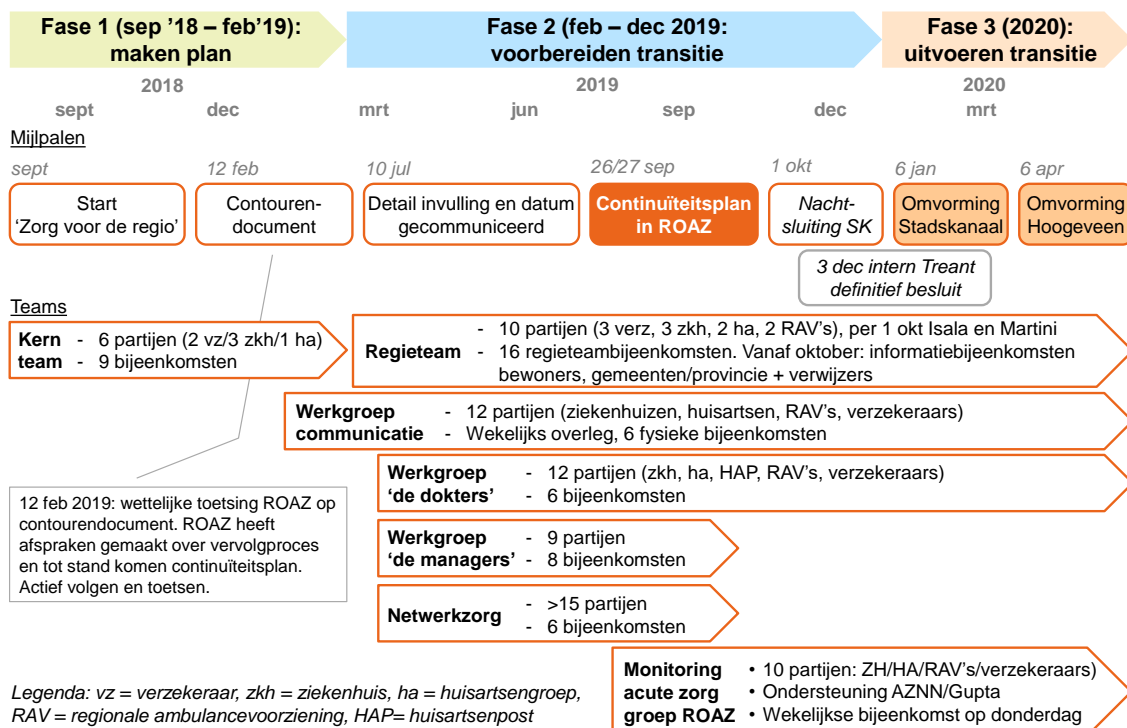 Fase 1 (sep '18 – feb'19):
maken plan
Fase 2 (feb – dec 2019:
voorbereiden transitie
Fase 3 (2020):
uitvoeren transitie
2018
2019
2020
sept
dec
mrt
jun
sep
dec
mrt
Mijlpalen
sept
12 feb
10 jul
26/27 sep
1 okt
6 jan
6 apr
Start
'Zorg voor de regio'
Contouren-
document
Detail invulling en datum
gecommuniceerd
Continuïteitsplan
in ROAZ
Nacht-
sluiting SK
Omvorming
Stadskanaal
Omvorming
Hoogeveen
3 dec intern Treant
definitief besluit
Teams
Kern
team
- 6 partijen (2 vz/3 zkh/1 ha)
- 9 bijeenkomsten
Regieteam
- 10 partijen (3 verz, 3 zkh, 2 ha, 2 RAV's), per 1 okt Isala en Martini
- 16 regieteambijeenkomsten. Vanaf oktober: informatiebijeenkomsten
bewoners, gemeenten/provincie + verwijzers
Werkgroep
communicatie
- 12 partijen (ziekenhuizen, huisartsen, RAV's, verzekeraars)
- Wekelijks overleg, 6 fysieke bijeenkomsten
Werkgroep
'de dokters'
- 12 partijen (zkh, ha, HAP, RAV's, verzekeraars)
- 6 bijeenkomsten
12 feb 2019: wettelijke toetsing ROAZ op
contourendocument. ROAZ heeft
afspraken gemaakt over vervolgproces
en tot stand komen continuïteitsplan.
Actief volgen en toetsen.
Werkgroep
'de managers'
- 9 partijen
- 8 bijeenkomsten
Netwerkzorg
- >15 partijen
- 6 bijeenkomsten
Monitoring
acute zorg
groep ROAZ
• 10 partijen: ZH/HA/RAV's/verzekeraars)
• Ondersteuning AZNN/Gupta
• Wekelijkse bijeenkomst op donderdag
Legenda: vz = verzekeraar, zkh = ziekenhuis, ha = huisartsengroep,
RAV = regionale ambulancevoorziening, HAP= huisartsenpost